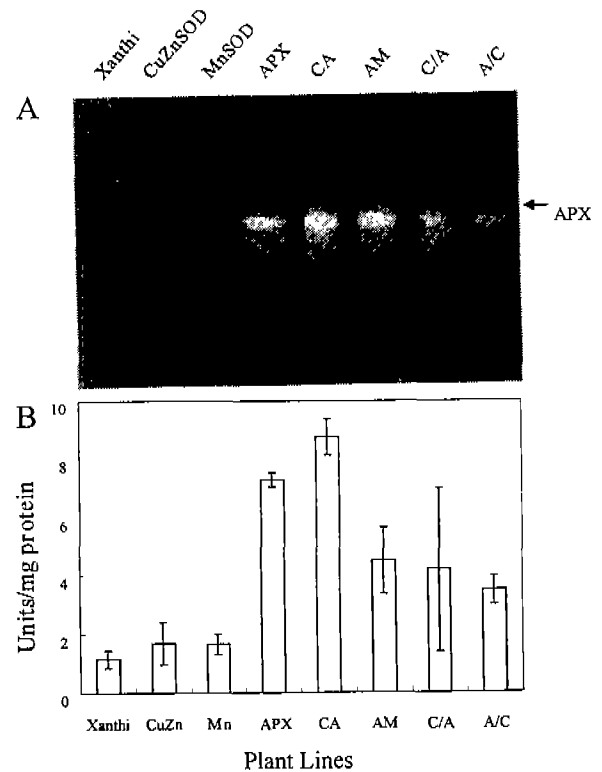 Xanthi CuZnSOD MnSOD APX CA AM C/A A/C
A
APX
B
10
8
6
4
2
0
Units/mg protein
Xanthi CuZn Mn APX CA AM C/A A/C
Plant Lines